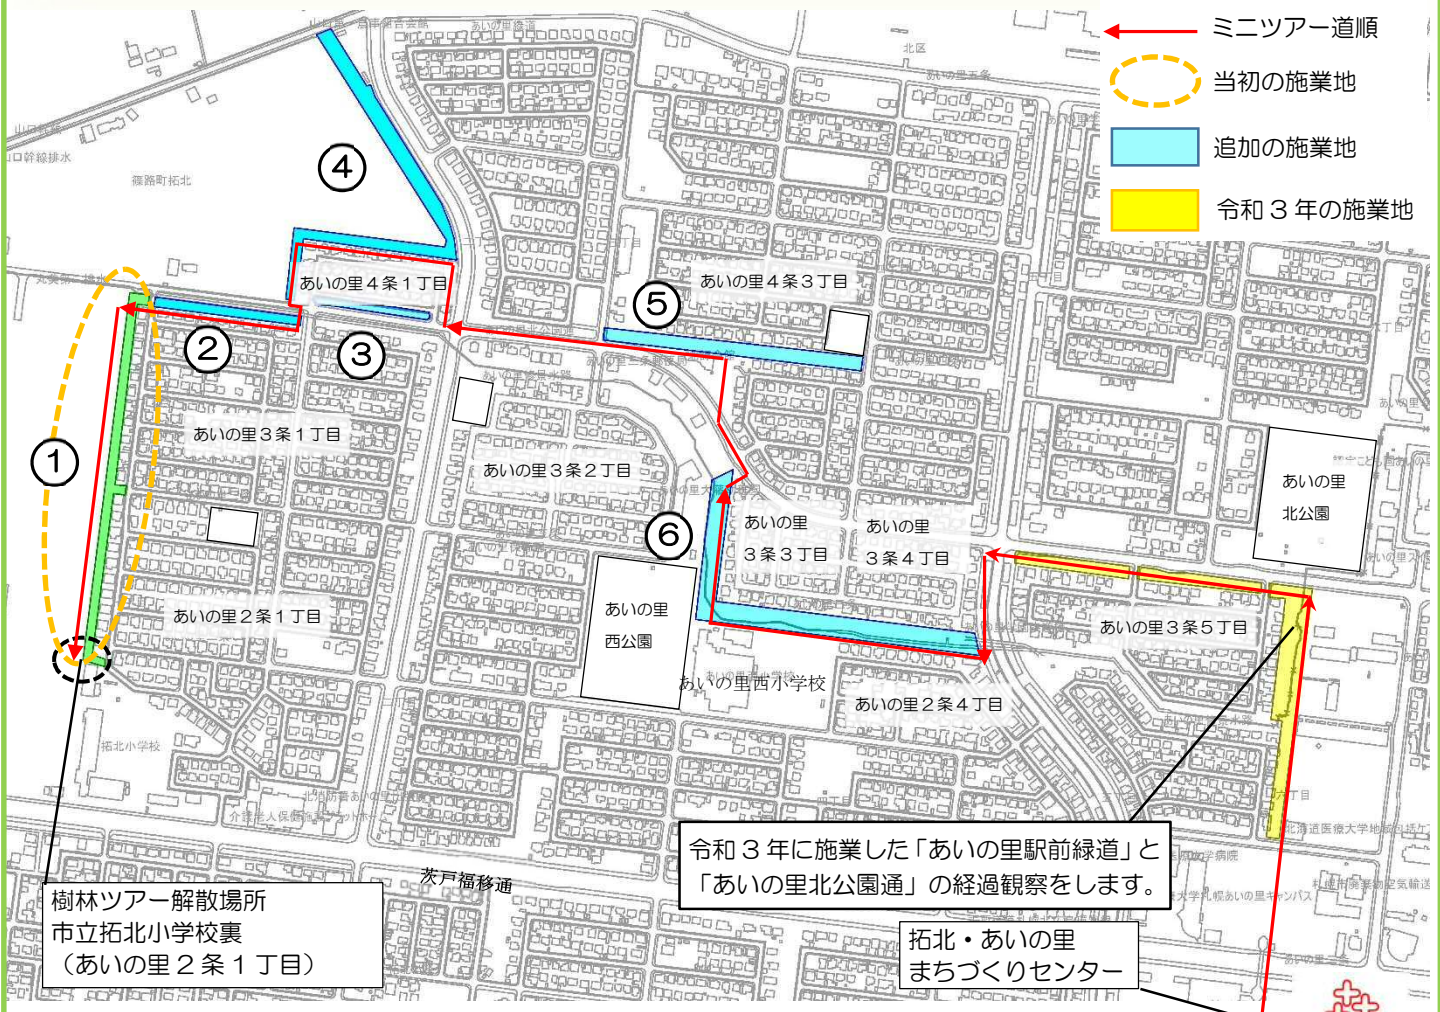 ミニツアー道順
当初の施業地
追加の施業地
令和３年の施業地
北区
篠路町拓北
山口幹線排水
④
あいの里４条１丁目
あいの里４条３丁目
⑤
②
③
あいの里３条１丁目
あいの里３条２丁目
①
あいの里
北公園
あいの里
３条３丁目
あいの里
３条４丁目
⑥
あいの里
西公園
あいの里２条１丁目
あいの里３条５丁目
あいの里西小学校
あいの里２条４丁目
拓北小学校
六丁目
茨戸福移通
令和３年に施業した「あいの里駅前緑道」と
「あいの里北公園通」の経過観察をします。
樹林ツアー解散場所
市立拓北小学校裏
（あいの里２条１丁目）
拓北・あいの里
まちづくりセンター